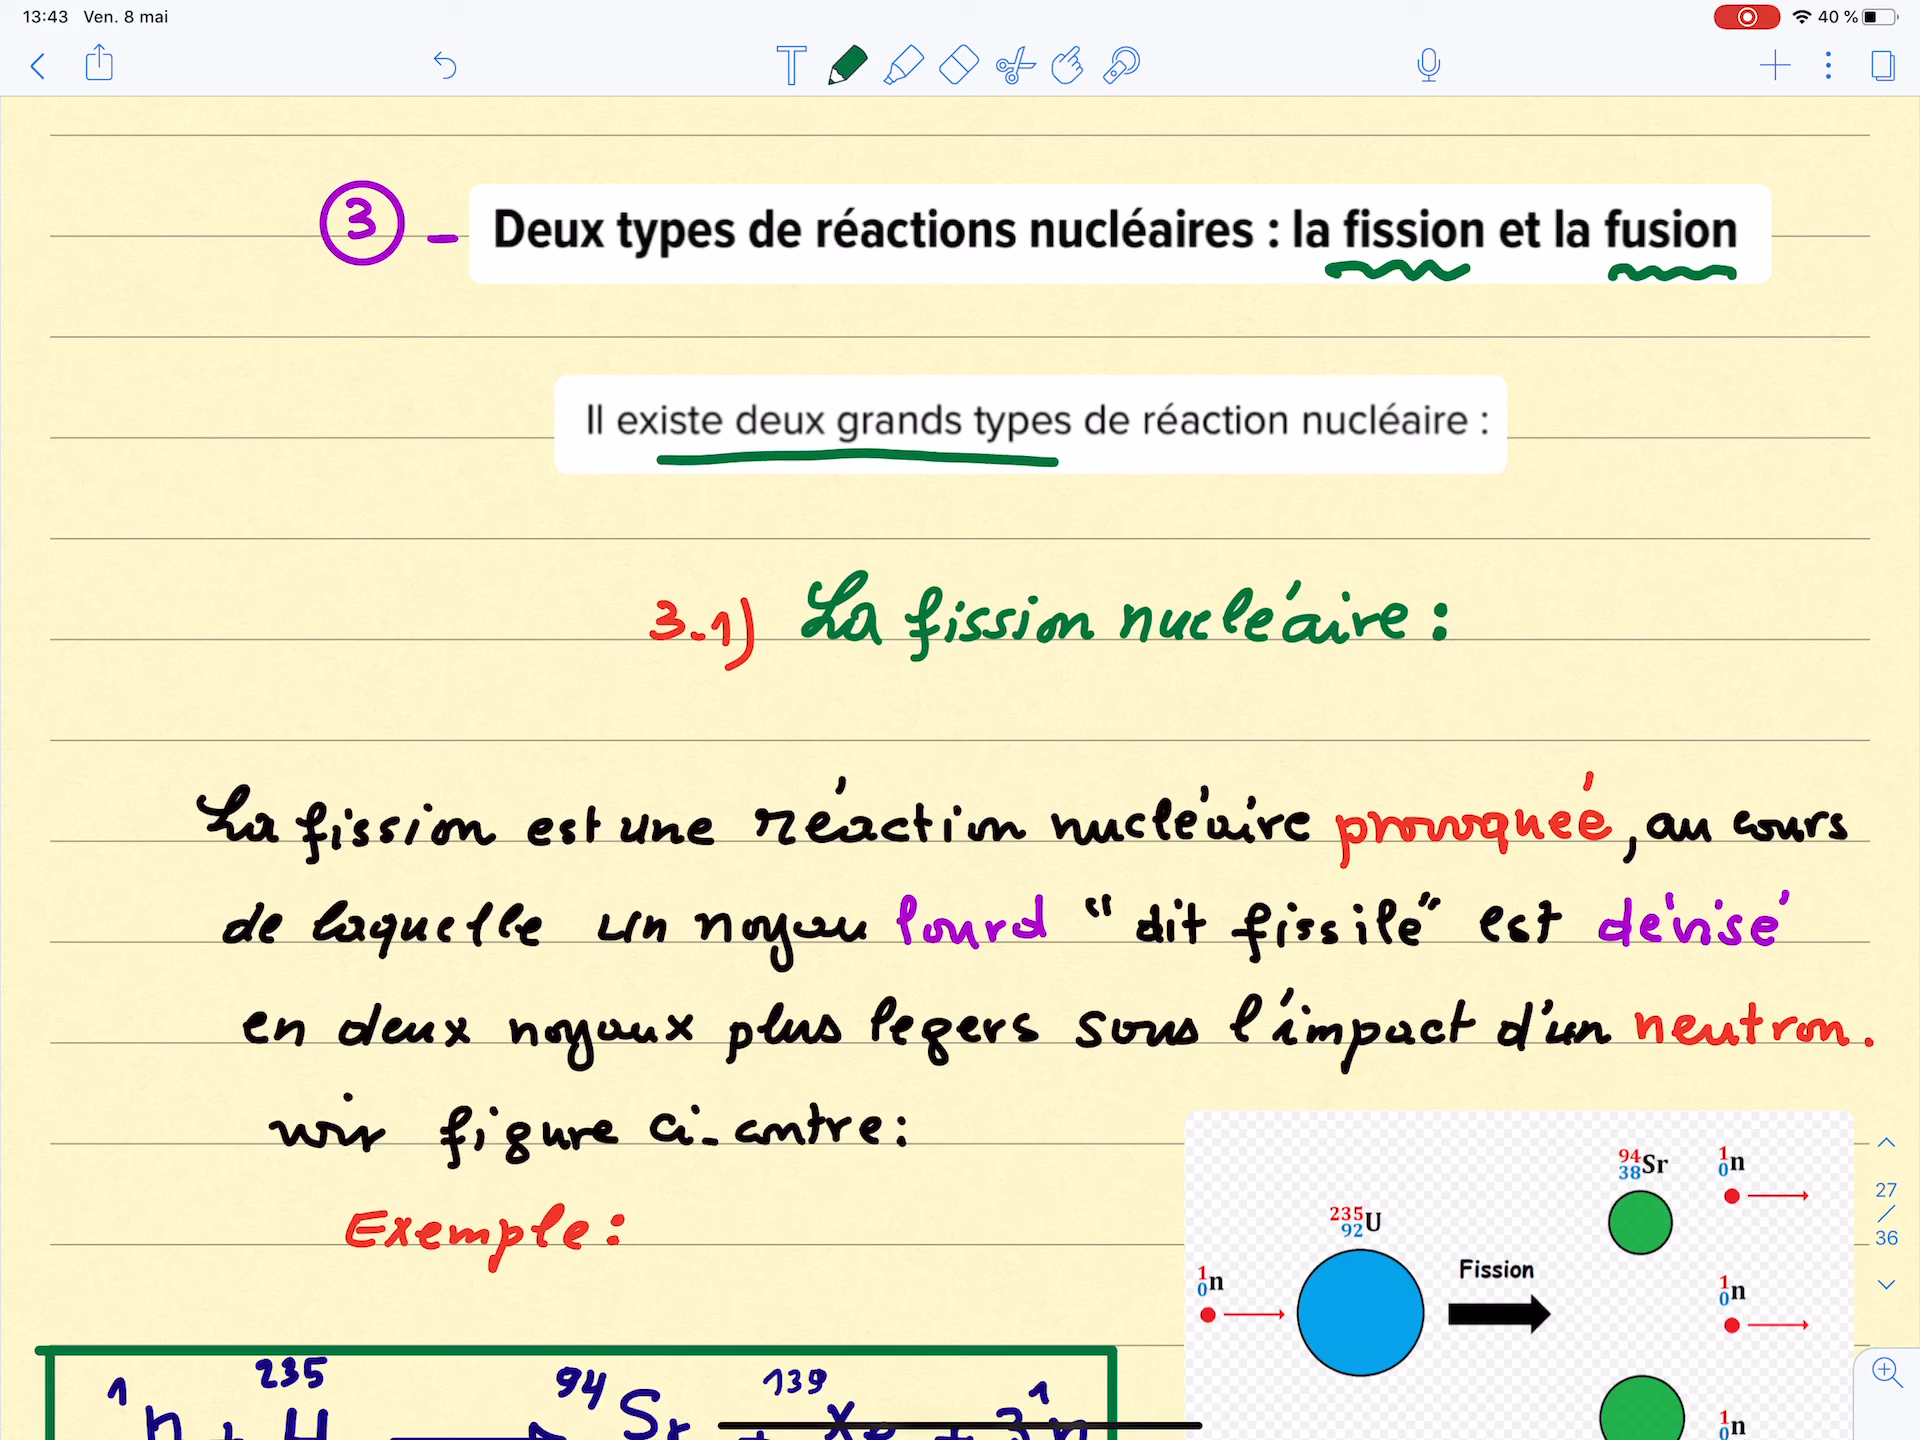 13:43 Ven. 8 mai 40 %
3 - Deux types de réactions nucléaires : la fission et la fusion
Il existe deux grands types de réaction nucléaire :
3.1) La fission nucléaire :
La fission est une réaction nucléaire provoquée, au cours
de laquelle un noyau lourd "dit fissile" est dévisé
en deux noyaux plus legers sous l'impact d'un neutron.
voir figure ci-contre:
Exemple:
94 38 Sr 1 0 n
235 92 U
1 0 n Fission 1 0 n
1 0 n
27 / 36
1 n + 235 U 94 Sr + 139 Xe + 3 1 n